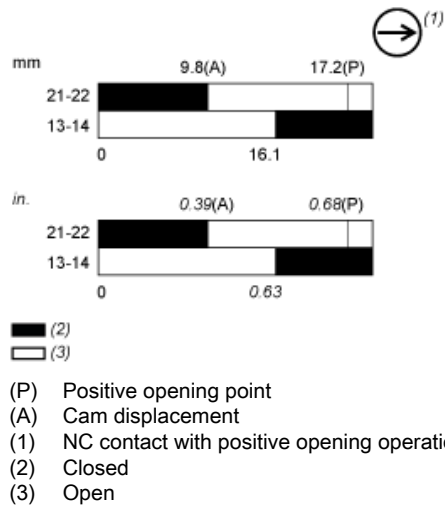 (1)
mm 9.8(A) 17.2(P)
21-22
13-14
0 16.1
in. 0.39(A) 0.68(P)
21-22
13-14
0 0.63
(2)
(3)
(P) Positive opening point
(A) Cam displacement
(1) NC contact with positive opening
(2) Closed
(3) Open